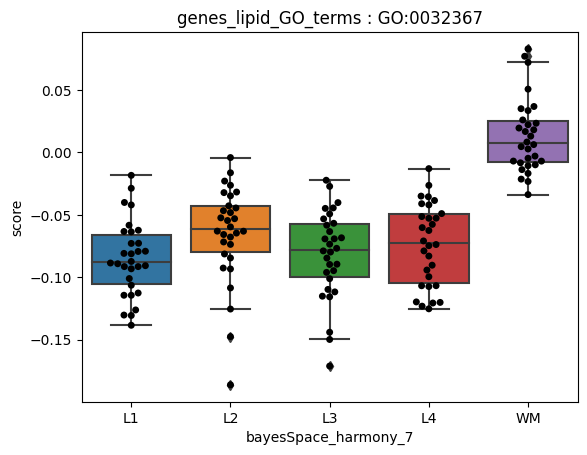 genes_lipid_GO_terms : GO:0032367
score
0.05
0.00
−0.05
−0.10
−0.15
L1 L2 L3 L4 WM
bayesSpace_harmony_7